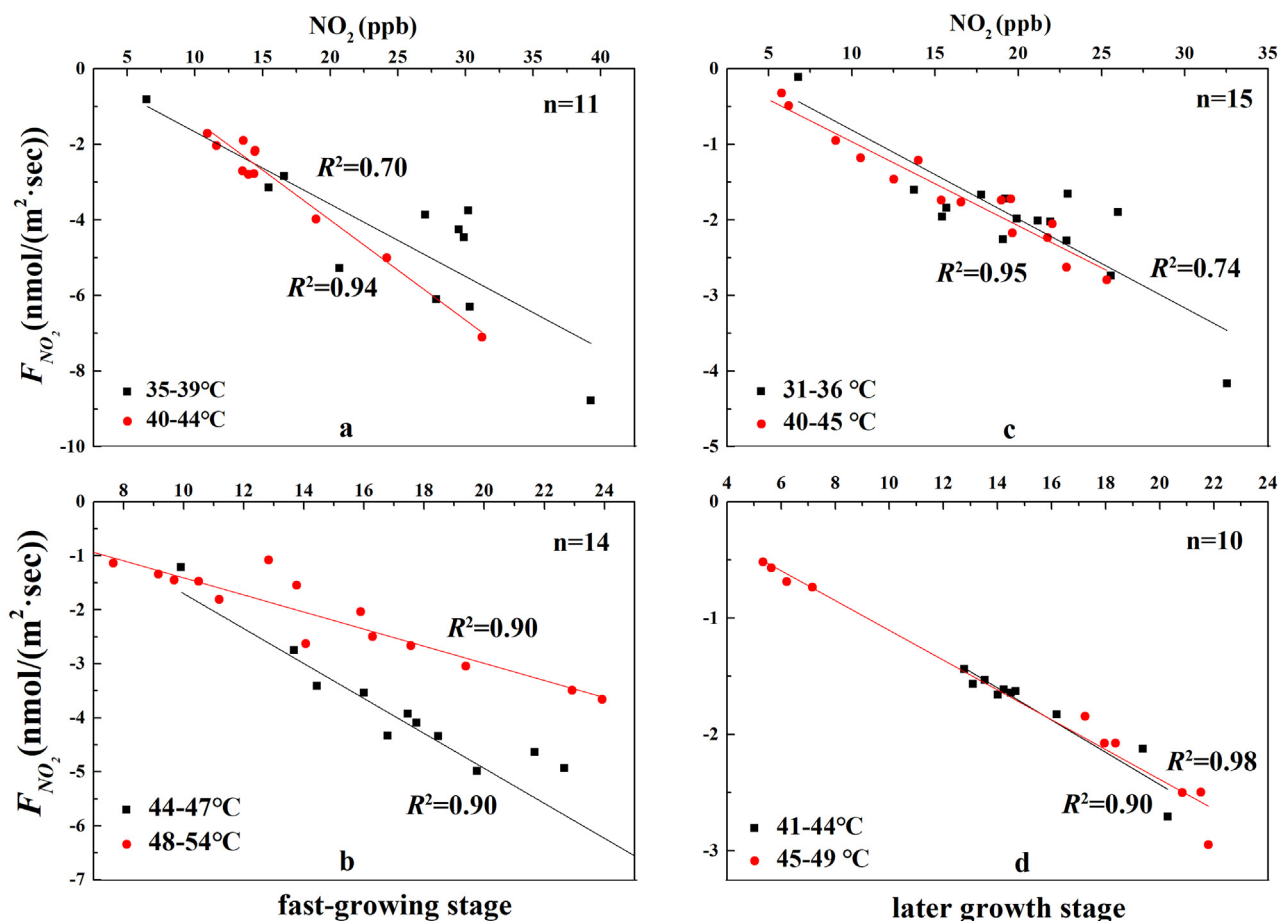 NO2 (ppb)
5 10 15 20 25 30 35 40
0
-2
-4
-6
-8
-10
FNO2(nmol/(m2·sec))
n=11
R2=0.70
R2=0.94
35-39°C
40-44°C
a
NO2 (ppb)
5 10 15 20 25 30 35
0
-1
-2
-3
-4
-5
n=15
R2=0.95
R2=0.74
31-36 °C
40-45 °C
c
8 10 12 14 16 18 20 22 24
0
-1
-2
-3
-4
-5
-6
-7
FNO2(nmol/(m2·sec))
n=14
R2=0.90
R2=0.90
44-47°C
48-54°C
b
fast-growing stage
4 6 8 10 12 14 16 18 20 22 24
0
-1
-2
-3
n=10
R2=0.98
R2=0.90
41-44°C
45-49 °C
d
later growth stage